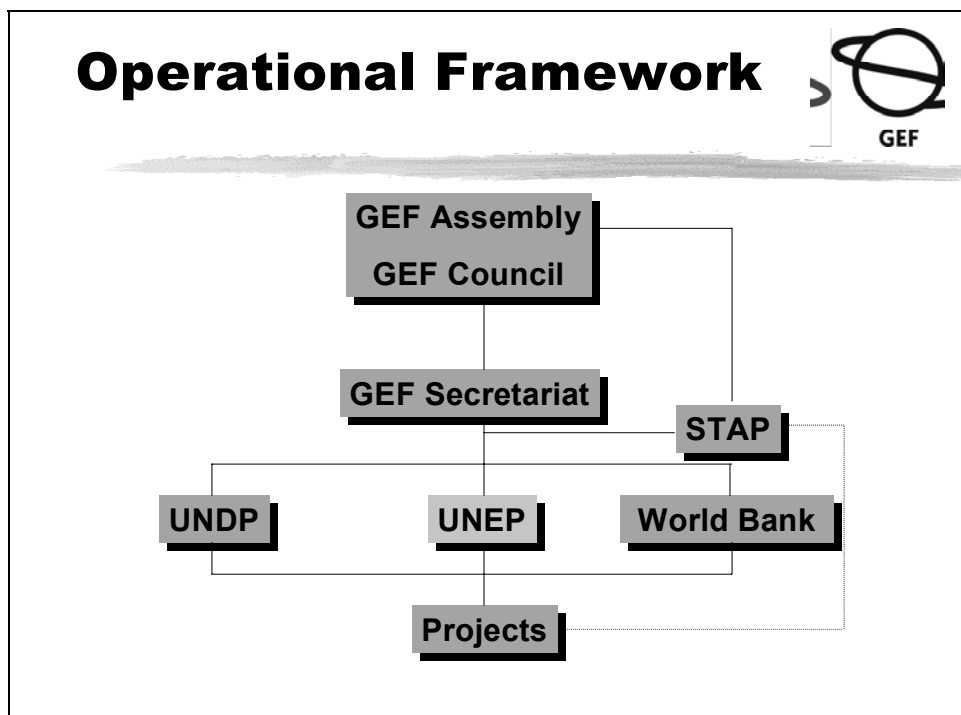 Operational Framework
GEF
GEF Assembly
GEF Council
GEF Secretariat
STAP
UNDP
UNEP
World Bank
Projects